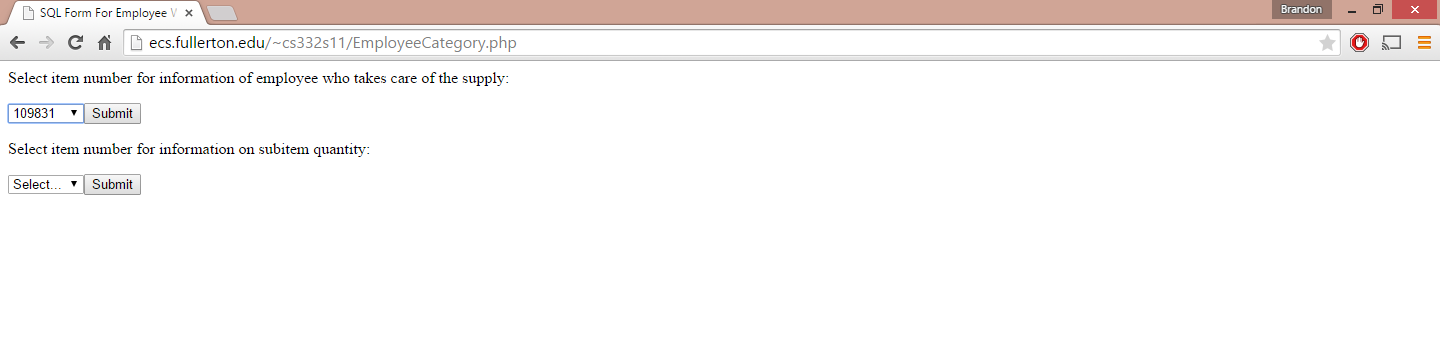 SQL Form For Employee
Brandon
ecs.fullerton.edu/~cs332s11/EmployeeCategory.php
Select item number for information of employee who takes care of the supply:
109831 Submit
Select item number for information on subitem quantity:
Select... Submit